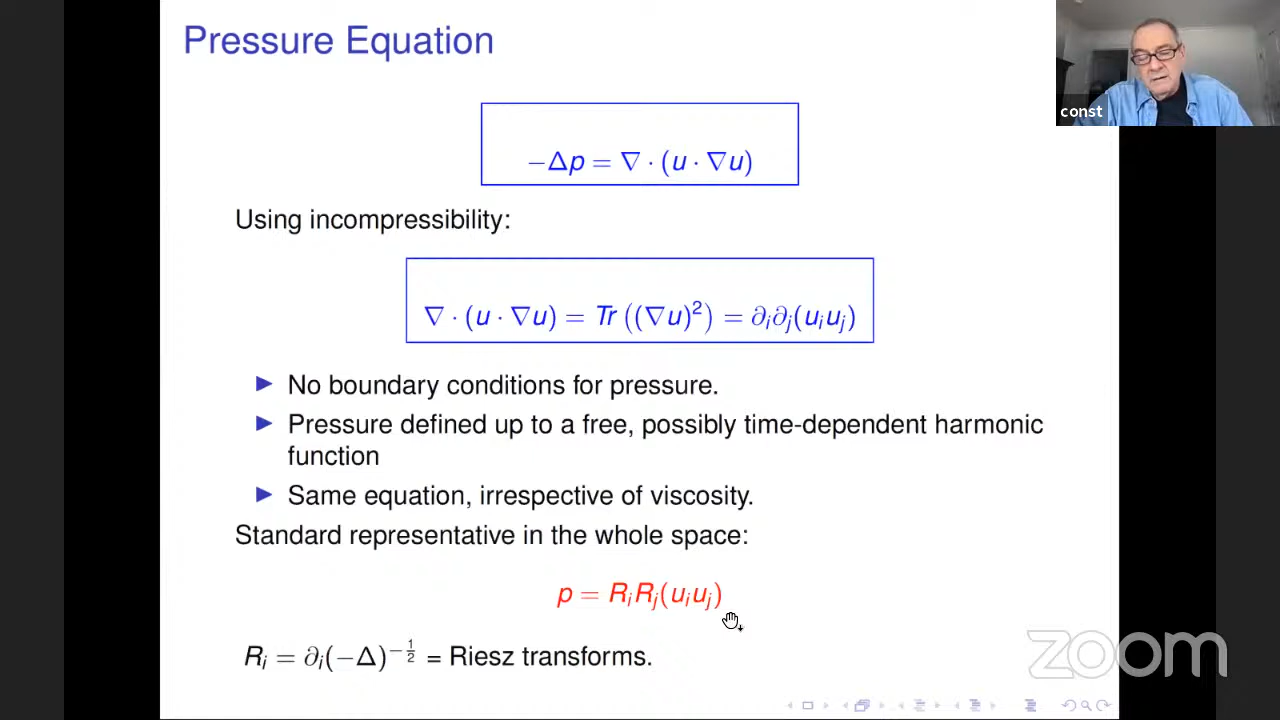 Pressure Equation
const
−Δp = ∇ · (u · ∇u)
Using incompressibility:
∇ · (u · ∇u) = Tr ((∇u)²) = ∂ᵢ∂ⱼ(uᵢuⱼ)
► No boundary conditions for pressure.
► Pressure defined up to a free, possibly time-dependent harmonic
function
► Same equation, irrespective of viscosity.
Standard representative in the whole space:
p = RᵢRⱼ(uᵢuⱼ)
Rᵢ = ∂ᵢ(−Δ)^{−1/2} = Riesz transforms.
zoom